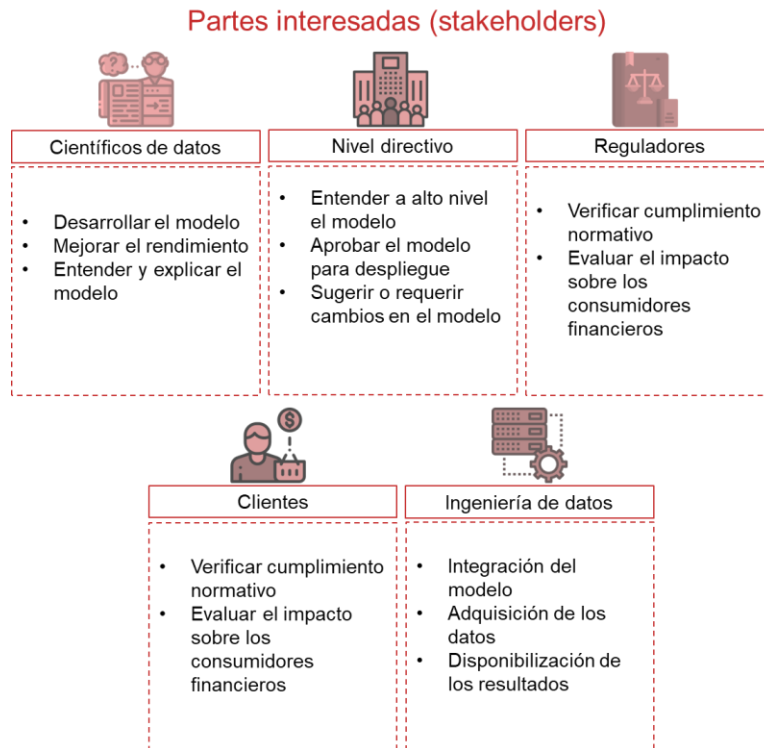 Partes interesadas (stakeholders)
?
Científicos de datos
• Desarrollar el modelo
• Mejorar el rendimiento
• Entender y explicar el
modelo
Nivel directivo
• Entender a alto nivel
el modelo
• Aprobar el modelo
para despliegue
• Sugerir o requerir
cambios en el modelo
Reguladores
• Verificar cumplimiento
normativo
• Evaluar el impacto
sobre los
consumidores
financieros
$
Clientes
• Verificar cumplimiento
normativo
• Evaluar el impacto
sobre los
consumidores
financieros
Ingeniería de datos
• Integración del
modelo
• Adquisición de los
datos
• Disponibilización de
los resultados